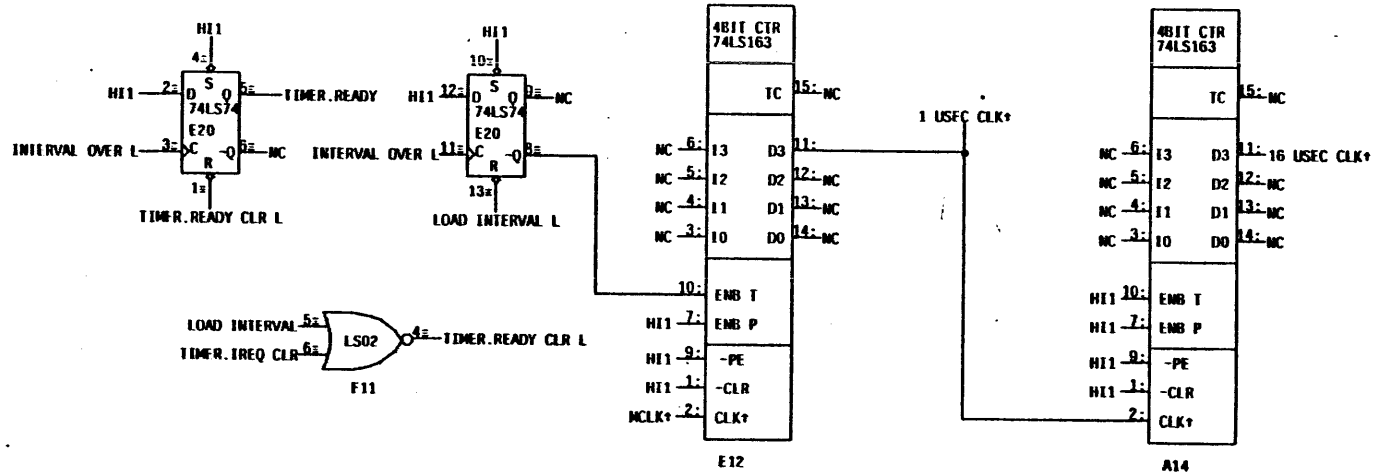 HI1
4
2 D S Q 5
HI1 TIMER.READY
74LS74
E20
INTERVAL OVER L 3 C -Q 6 NC
R
1
TIMER.READY CLR L
HI1
10
HI1 12 D S Q 9 NC
74LS74
E20
INTERVAL OVER L 11 C -Q 8
R
13
LOAD INTERVAL L
LOAD INTERVAL 5
LS02 4 TIMER.READY CLR L
TIMER.IREQ CLR 6
F11
4BIT CTR
74LS163
TC 15: NC
NC 6: I3 D3 11:
NC 5: I2 D2 12: NC
NC 4: I1 D1 13: NC
NC 3: I0 D0 14: NC
10: ENB T
HI1 7: ENB P
HI1 9: -PE
HI1 1: -CLR
MCLK↑ 2: CLK↑
E12
1 USEC CLK↑
4BIT CTR
74LS163
TC 15: NC
NC 6: I3 D3 11: 16 USEC CLK↑
NC 5: I2 D2 12: NC
NC 4: I1 D1 13: NC
NC 3: I0 D0 14: NC
HI1 10: ENB T
HI1 7: ENB P
HI1 9: -PE
HI1 1: -CLR
2: CLK↑
A14